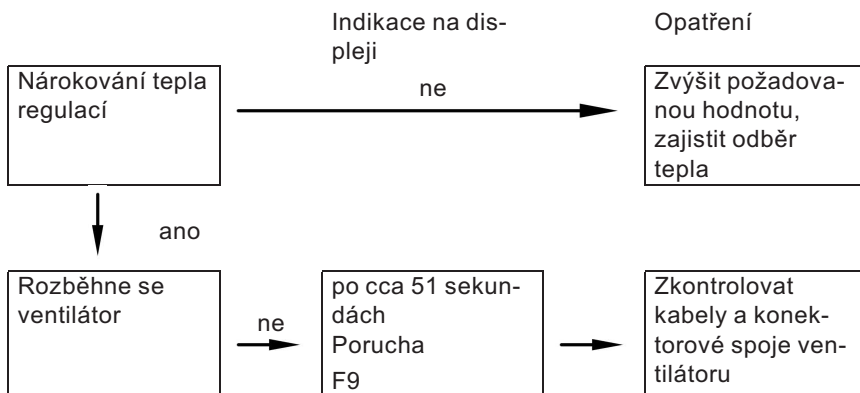 Indikace na dis-
pleji
Opatření
Nárokování tepla
regulací
ne
Zvýšit požadova-
nou hodnotu,
zajistit odběr
tepla
ano
Rozběhne se
ventilátor
ne
po cca 51 sekun-
dách
Porucha
F9
Zkontrolovat
kabely a konek-
torové spoje ven-
tilátoru